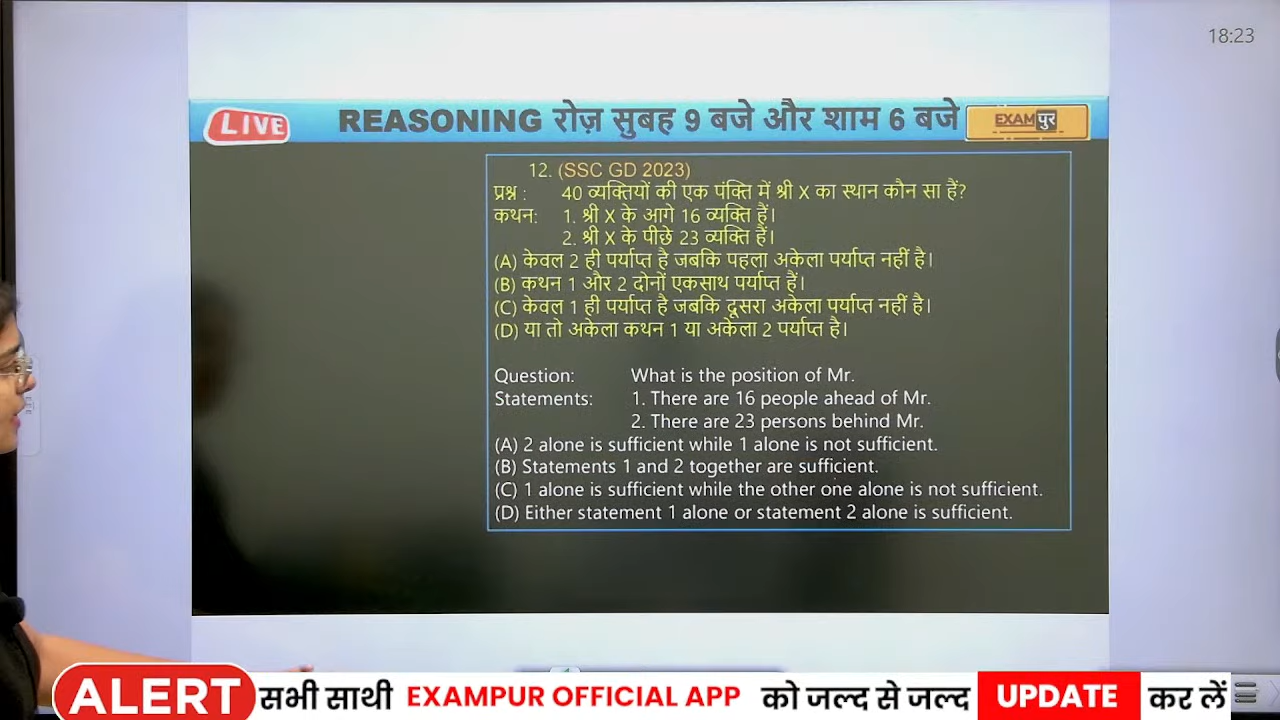 18:23
LIVE
REASONING रोज़ सुबह 9 बजे और शाम 6 बजे
EXAMपुर
12. (SSC GD 2023)
प्रश्न : 40 व्यक्तियों की एक पंक्ति में श्री X का स्थान कौन सा हैं?
कथन: 1. श्री X के आगे 16 व्यक्ति हैं।
2. श्री X के पीछे 23 व्यक्ति हैं।
(A) केवल 2 ही पर्याप्त है जबकि पहला अकेला पर्याप्त नहीं है।
(B) कथन 1 और 2 दोनों एकसाथ पर्याप्त हैं।
(C) केवल 1 ही पर्याप्त है जबकि दूसरा अकेला पर्याप्त नहीं है।
(D) या तो अकेला कथन 1 या अकेला 2 पर्याप्त है।
Question: What is the position of Mr.
Statements: 1. There are 16 people ahead of Mr.
2. There are 23 persons behind Mr.
(A) 2 alone is sufficient while 1 alone is not sufficient.
(B) Statements 1 and 2 together are sufficient.
(C) 1 alone is sufficient while the other one alone is not sufficient.
(D) Either statement 1 alone or statement 2 alone is sufficient.
ALERT सभी साथी EXAMPUR OFFICIAL APP को जल्द से जल्द UPDATE कर लें